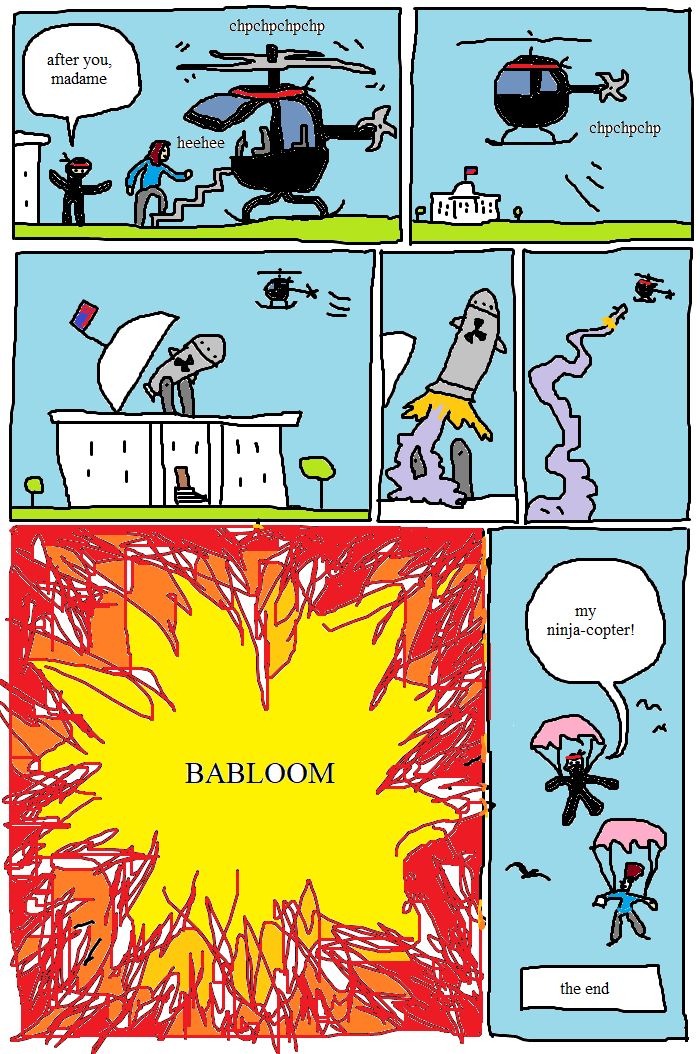 chpchpchpchp
after you,
madame
heehee
chpchpchp
BABLOOM
my
ninja-copter!
the end